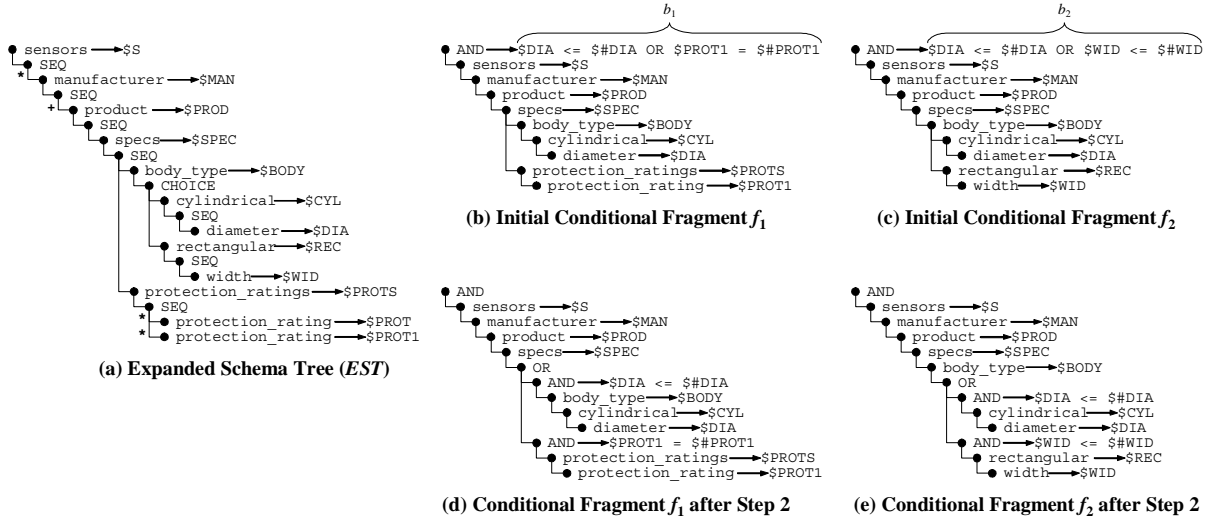 sensors $S
SEQ
* manufacturer $MAN
SEQ
+ product $PROD
SEQ
specs $SPEC
SEQ
body_type $BODY
CHOICE
cylindrical $CYL
SEQ
diameter $DIA
rectangular $REC
SEQ
width $WID
protection_ratings $PROTS
SEQ
* protection_rating $PROT
* protection_rating $PROT1
(a) Expanded Schema Tree (EST)
b1
AND $DIA <= $#DIA OR $PROT1 = $#PROT1
sensors $S
manufacturer $MAN
product $PROD
specs $SPEC
body_type $BODY
cylindrical $CYL
diameter $DIA
protection_ratings $PROTS
protection_rating $PROT1
(b) Initial Conditional Fragment f1
b2
AND $DIA <= $#DIA OR $WID <= $#WID
sensors $S
manufacturer $MAN
product $PROD
specs $SPEC
body_type $BODY
cylindrical $CYL
diameter $DIA
rectangular $REC
width $WID
(c) Initial Conditional Fragment f2
AND
sensors $S
manufacturer $MAN
product $PROD
specs $SPEC
OR
AND $DIA <= $#DIA
body_type $BODY
cylindrical $CYL
diameter $DIA
AND $PROT1 = $#PROT1
protection_ratings $PROTS
protection_rating $PROT1
(d) Conditional Fragment f1 after Step 2
AND
sensors $S
manufacturer $MAN
product $PROD
specs $SPEC
body_type $BODY
OR
AND $DIA <= $#DIA
cylindrical $CYL
diameter $DIA
AND $WID <= $#WID
rectangular $REC
width $WID
(e) Conditional Fragment f2 after Step 2